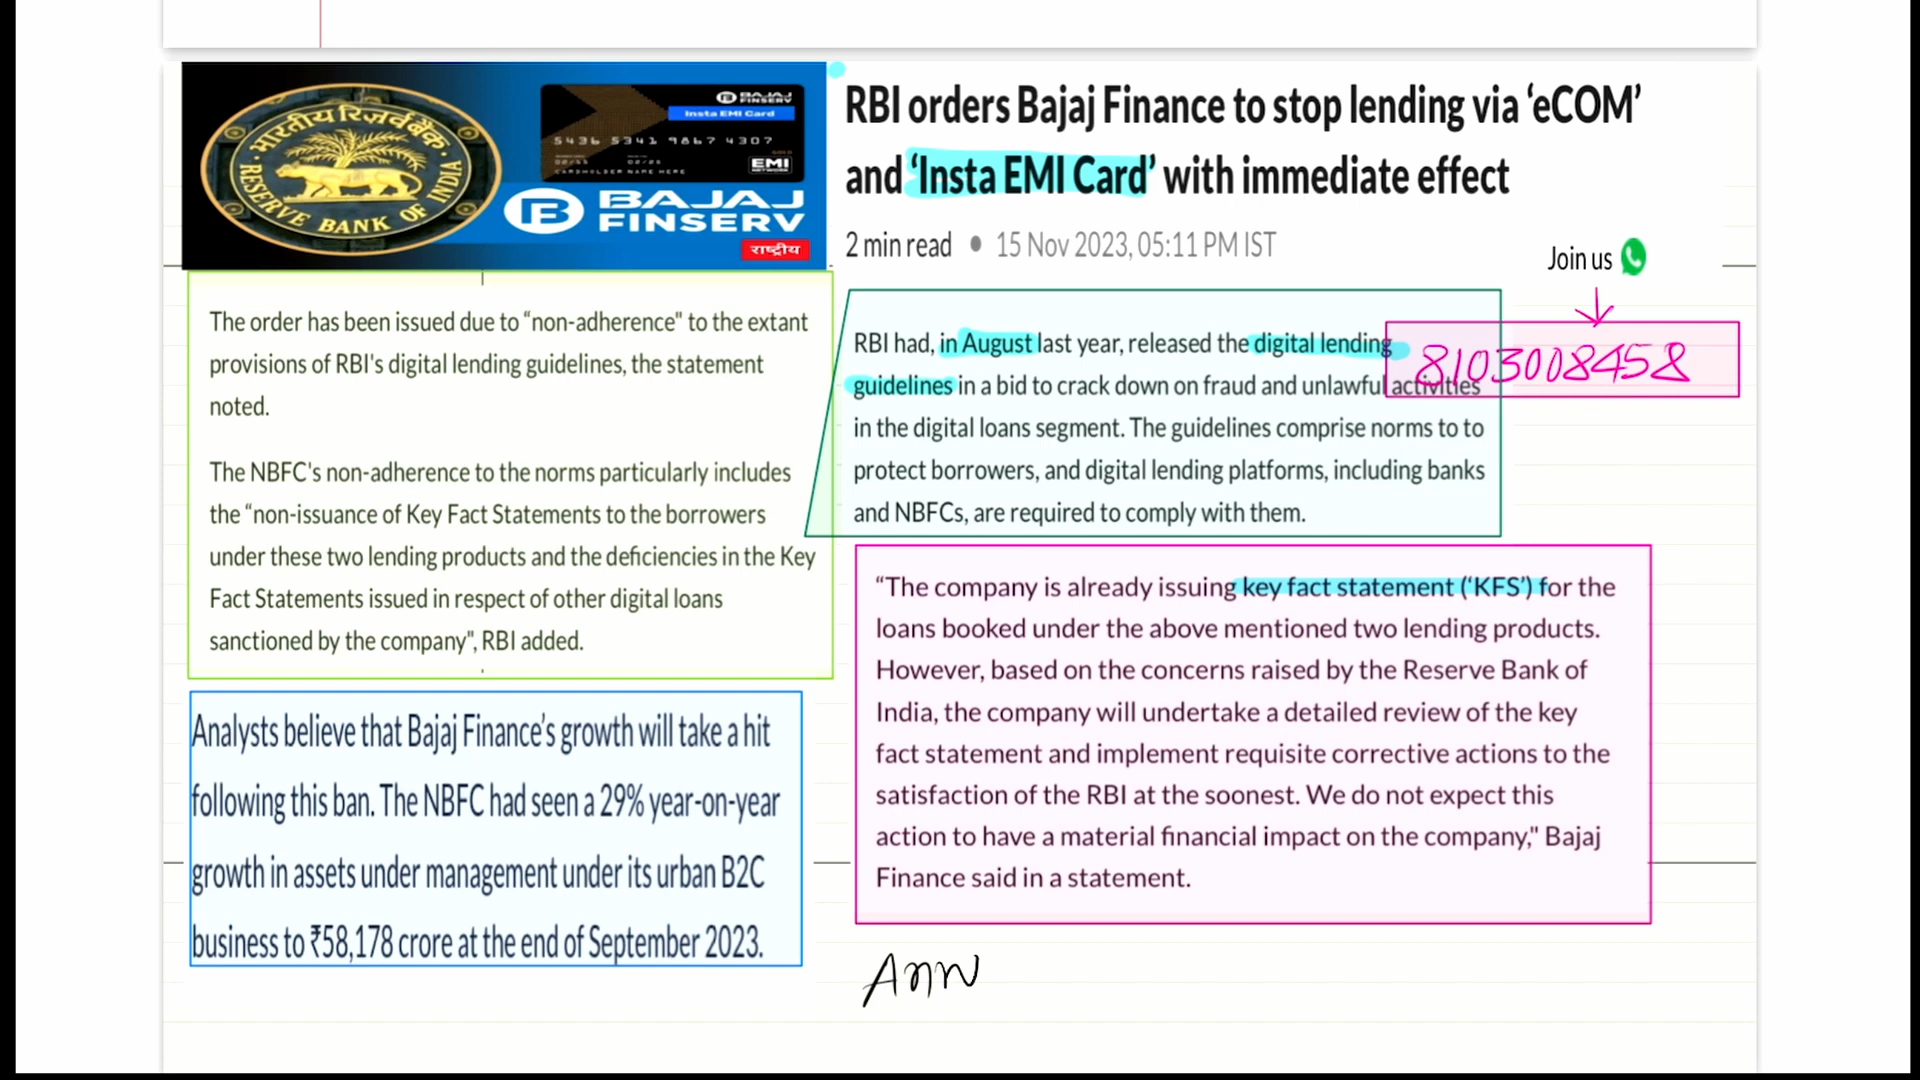 भारतीय रिज़र्व बैंक
RESERVE BANK OF INDIA
BAJAJ FINSERV
Insta EMI Card
5436 5341 9867 4307
CARDHOLDER NAME HERE
EMI
NETWORK
BAJAJ
FINSERV
राष्ट्रीय
RBI orders Bajaj Finance to stop lending via ‘eCOM’
and ‘Insta EMI Card’ with immediate effect
2 min read • 15 Nov 2023, 05:11 PM IST
Join us
8103008458
The order has been issued due to “non-adherence" to the extant
provisions of RBI's digital lending guidelines, the statement
noted.
The NBFC's non-adherence to the norms particularly includes
the “non-issuance of Key Fact Statements to the borrowers
under these two lending products and the deficiencies in the Key
Fact Statements issued in respect of other digital loans
sanctioned by the company", RBI added.
RBI had, in August last year, released the digital lending
guidelines in a bid to crack down on fraud and unlawful activities
in the digital loans segment. The guidelines comprise norms to to
protect borrowers, and digital lending platforms, including banks
and NBFCs, are required to comply with them.
“The company is already issuing key fact statement (‘KFS’) for the
loans booked under the above mentioned two lending products.
However, based on the concerns raised by the Reserve Bank of
India, the company will undertake a detailed review of the key
fact statement and implement requisite corrective actions to the
satisfaction of the RBI at the soonest. We do not expect this
action to have a material financial impact on the company," Bajaj
Finance said in a statement.
Analysts believe that Bajaj Finance’s growth will take a hit
following this ban. The NBFC had seen a 29% year-on-year
growth in assets under management under its urban B2C
business to ₹58,178 crore at the end of September 2023.